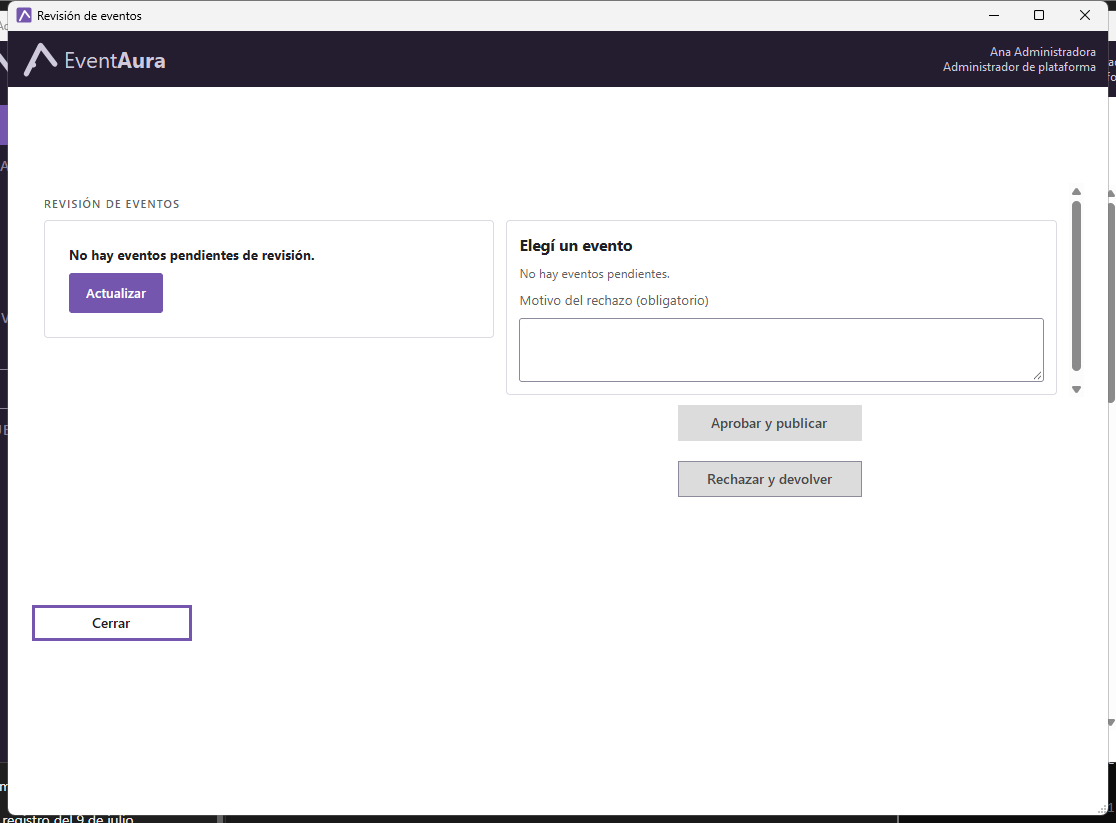 Revisión de eventos
EventAura
Ana Administradora
Administrador de plataforma
REVISIÓN DE EVENTOS
No hay eventos pendientes de revisión.
Actualizar
Elegí un evento
No hay eventos pendientes.
Motivo del rechazo (obligatorio)
Aprobar y publicar
Rechazar y devolver
Cerrar
registro del 9 de julio